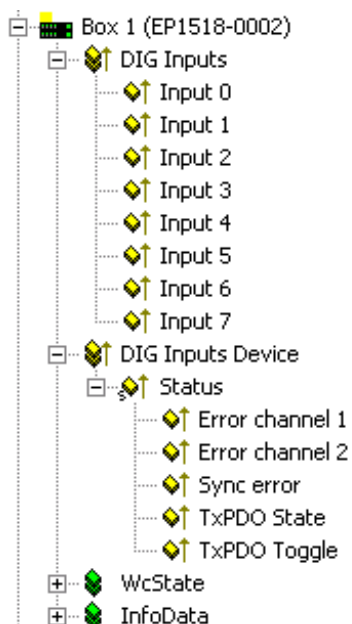 Box 1 (EP1518-0002)
DIG Inputs
Input 0
Input 1
Input 2
Input 3
Input 4
Input 5
Input 6
Input 7
DIG Inputs Device
Status
Error channel 1
Error channel 2
Sync error
TxPDO State
TxPDO Toggle
WcState
InfoData